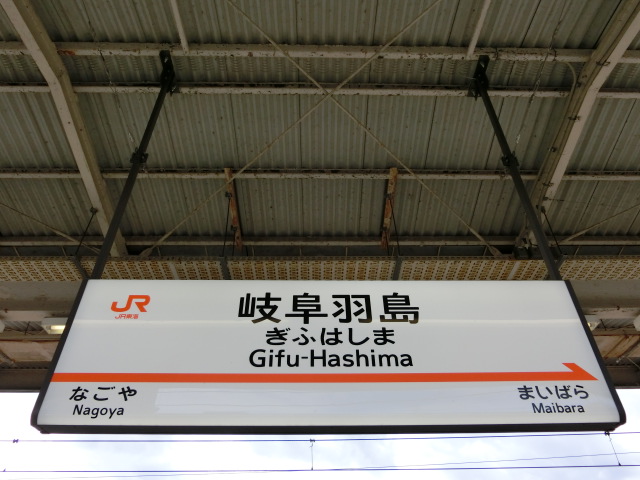 JR
JR東海
岐阜羽島
ぎふはしま
Gifu-Hashima
なごや
Nagoya
まいばら
Maibara